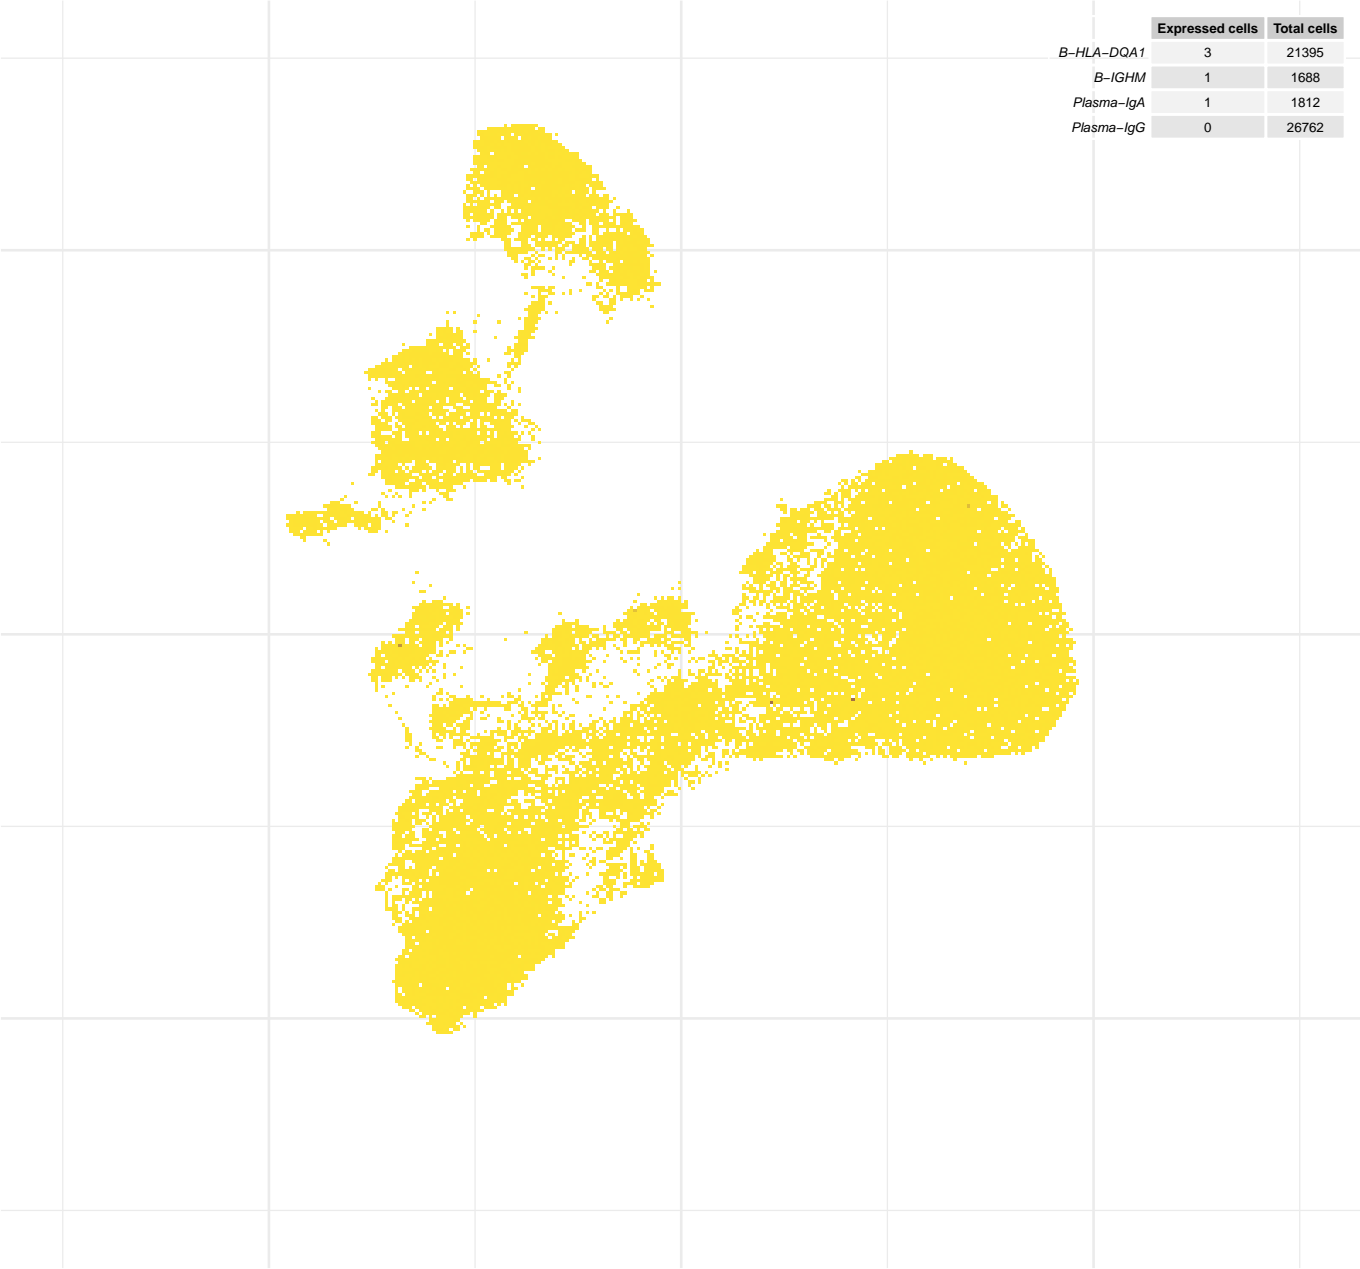 Expressed cells Total cells
B−HLA−DQA1 3 21395
B−IGHM 1 1688
Plasma−IgA 1 1812
Plasma−IgG 0 26762